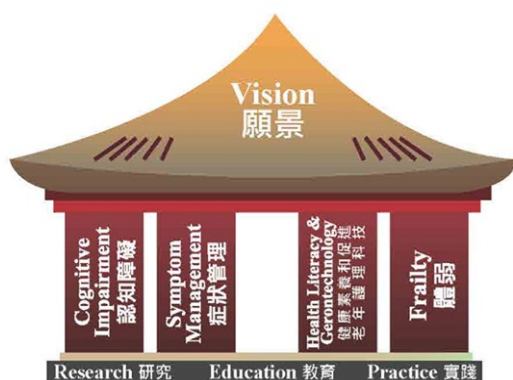 Vision
願景
Cognitive
Impairment
認知障礙
Symptom
Management
症狀管理
Health Literacy &
Gerontechnology
健康素養和促進
老年護理科技
Frailty
體弱
Research 研究 Education 教育 Practice 實踐